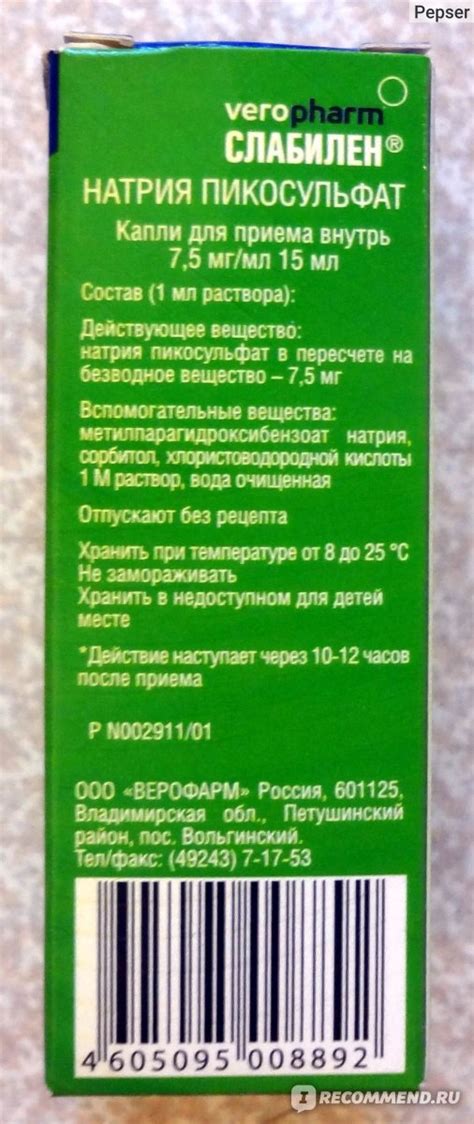 Pepser
veropharm
СЛАБИЛЕН®
НАТРИЯ ПИКОСУЛЬФАТ
Капли для приема внутрь
7,5 мг/мл 15 мл
Состав (1 мл раствора):
Действующее вещество:
натрия пикосульфат в пересчете на
безводное вещество – 7,5 мг
Вспомогательные вещества:
метилпарагидроксибензоат натрия,
сорбитол, хлористоводородной кислоты
1 М раствор, вода очищенная
Отпускают без рецепта
Хранить при температуре от 8 до 25 °С
Не замораживать
Хранить в недоступном для детей
месте
*Действие наступает через 10-12 часов
после приема
Р N002911/01
ООО «ВЕРОФАРМ» Россия, 601125,
Владимирская обл., Петушинский
район, пос. Вольгинский.
Тел/факс: (49243) 7-17-53
4 605095 008892
I RECOMMEND.RU